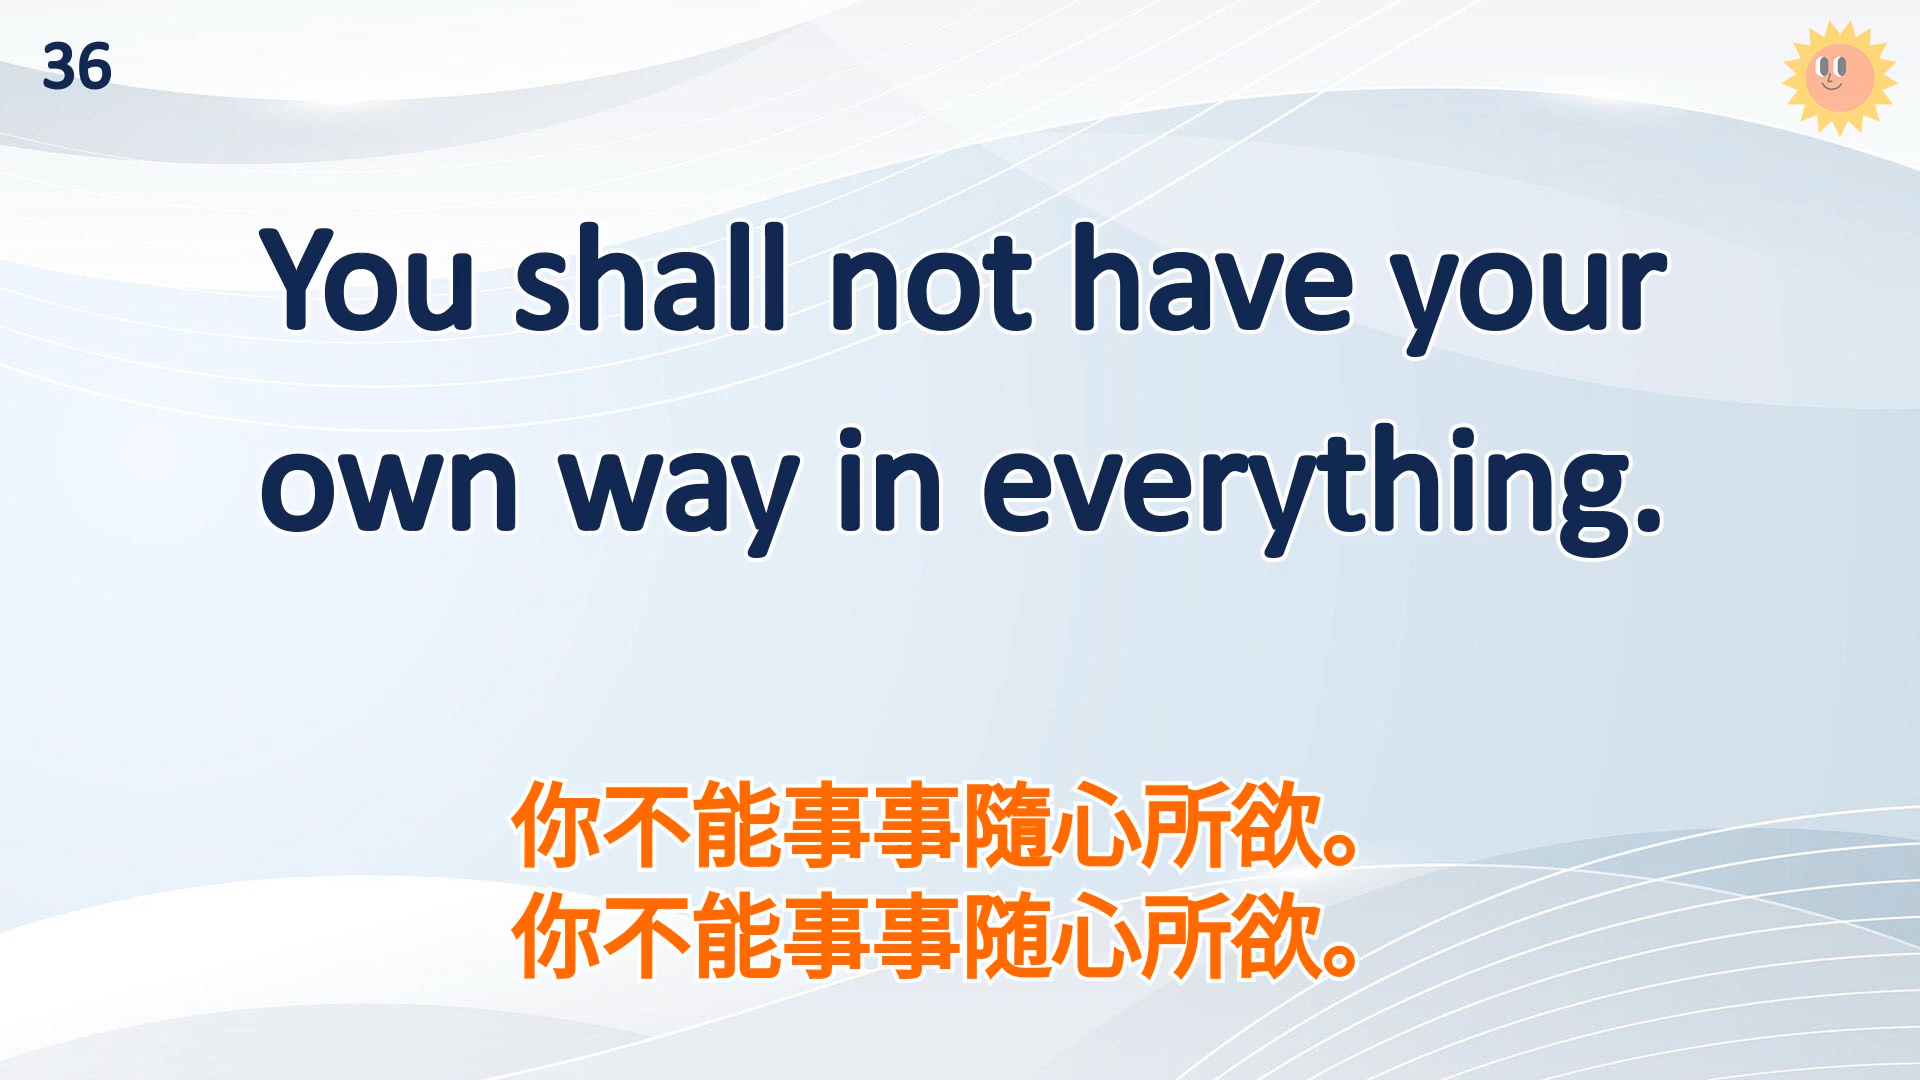 36
You shall not have your
own way in everything.
你不能事事隨心所欲。
你不能事事随心所欲。